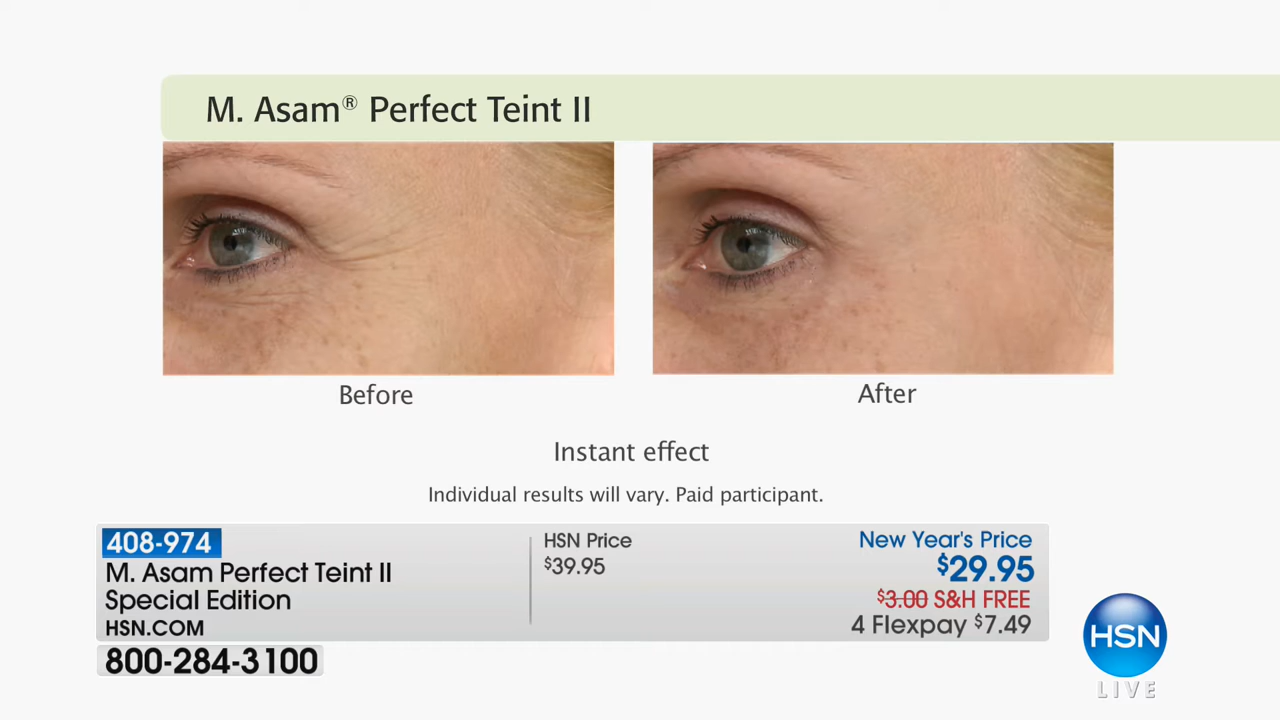 M. Asam® Perfect Teint II
Before
After
Instant effect
Individual results will vary. Paid participant.
408-974
M. Asam Perfect Teint II
Special Edition
HSN.COM
800-284-3100
HSN Price
$39.95
New Year's Price
$29.95
$3.00 S&H FREE
4 Flexpay $7.49
HSN
LIVE